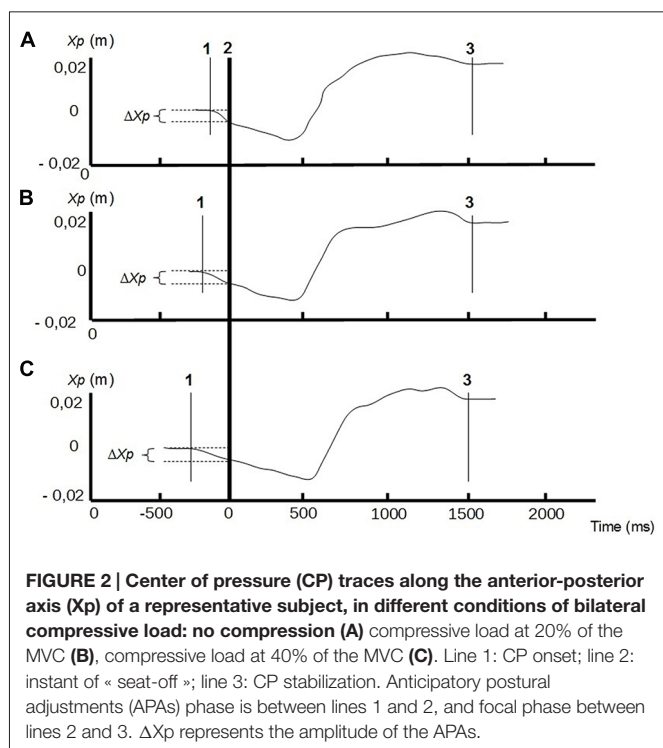 A
Xp (m)
1 2 3
0,02
0
ΔXp
- 0,02
0
B
Xp (m)
1 3
0,02
0
ΔXp
- 0,02
0
C
Xp (m)
1 3
0,02
0
ΔXp
- 0,02
0 -500 0 500 1000 1500 2000
Time (ms)
FIGURE 2 | Center of pressure (CP) traces along the anterior-posterior
axis (Xp) of a representative subject, in different conditions of bilateral
compressive load: no compression (A) compressive load at 20% of the
MVC (B), compressive load at 40% of the MVC (C). Line 1: CP onset; line 2:
instant of « seat-off »; line 3: CP stabilization. Anticipatory postural
adjustments (APAs) phase is between lines 1 and 2, and focal phase between
lines 2 and 3. ΔXp represents the amplitude of the APAs.